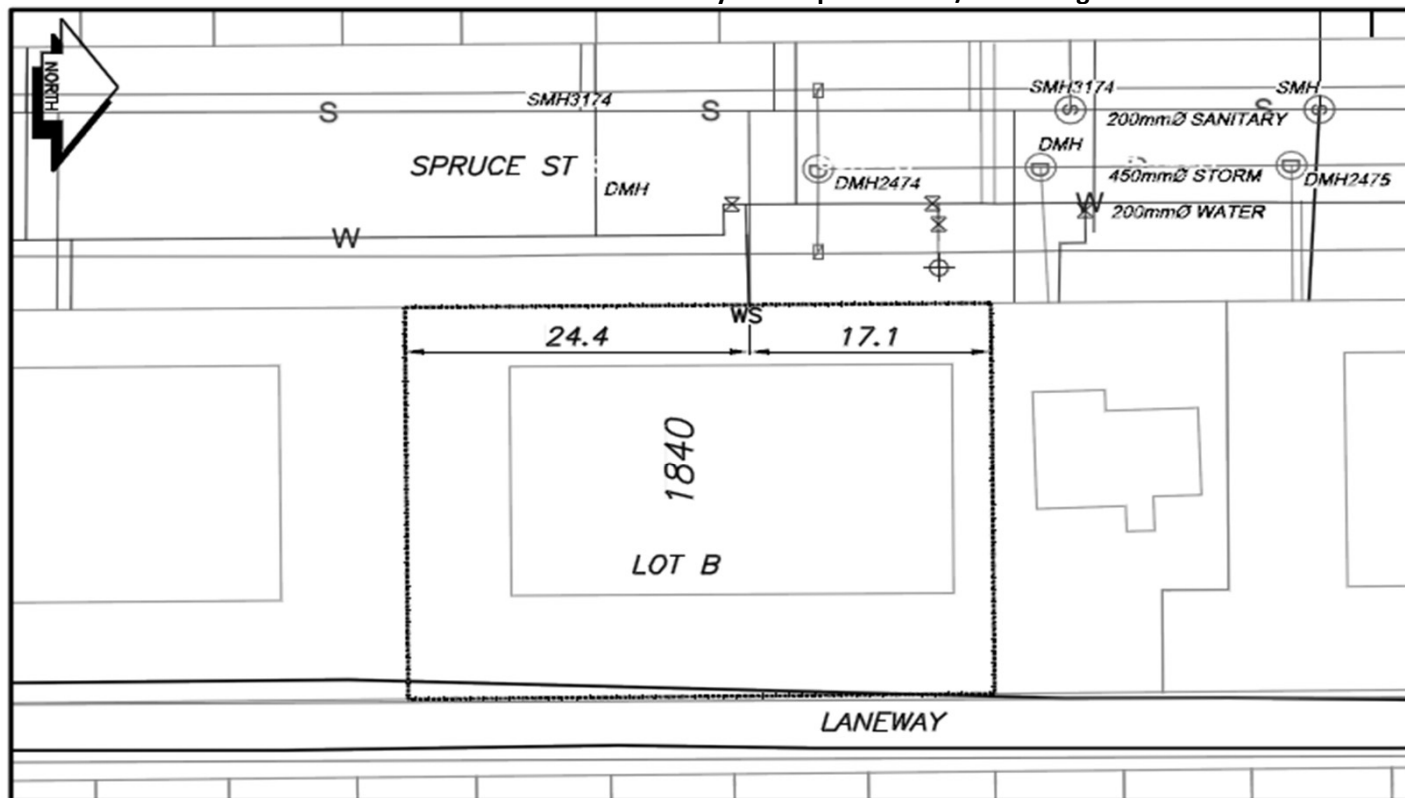 NORTH
SMH3174
S
S
SMH3174
S
SMH
S
S
200mmØ SANITARY
SPRUCE ST
DMH
D
DMH2474
DMH
D
450mmØ STORM
D
DMH2475
W
W
200mmØ WATER
WS
24.4
17.1
1840
LOT B
LANEWAY